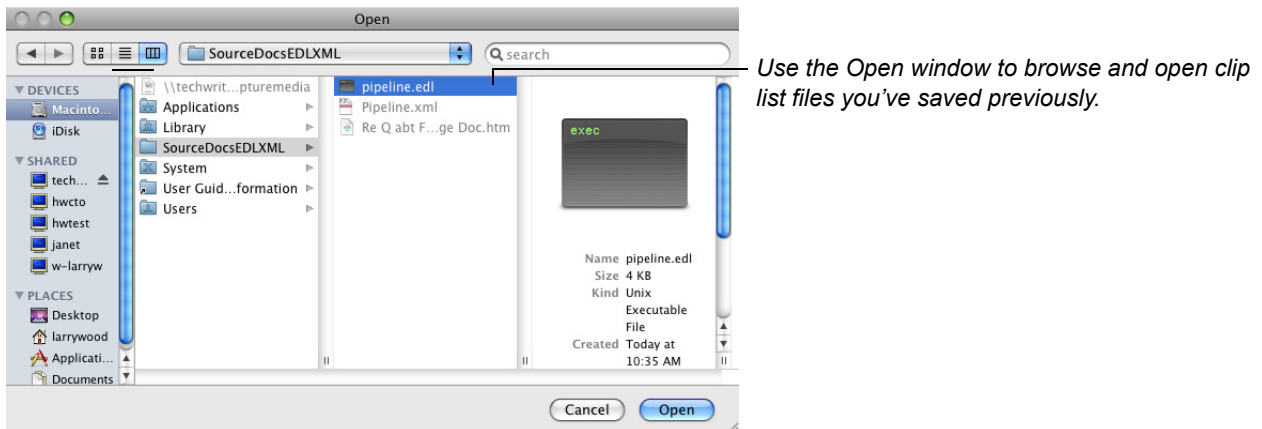 Open
SourceDocsEDLXML
search
DEVICES
Macinto...
iDisk
SHARED
tech...
hwcto
hwtest
janet
w-larryw
PLACES
Desktop
larrywood
Applicati...
Documents
\\techwrit...pturemedia
Applications
Library
SourceDocsEDLXML
System
User Guid...formation
Users
pipeline.edl
Pipeline.xml
Re Q abt F...ge Doc.htm
exec
Name pipeline.edl
Size 4 KB
Kind Unix
Executable
File
Created Today at
10:35 AM
Cancel
Open
Use the Open window to browse and open clip
list files you've saved previously.